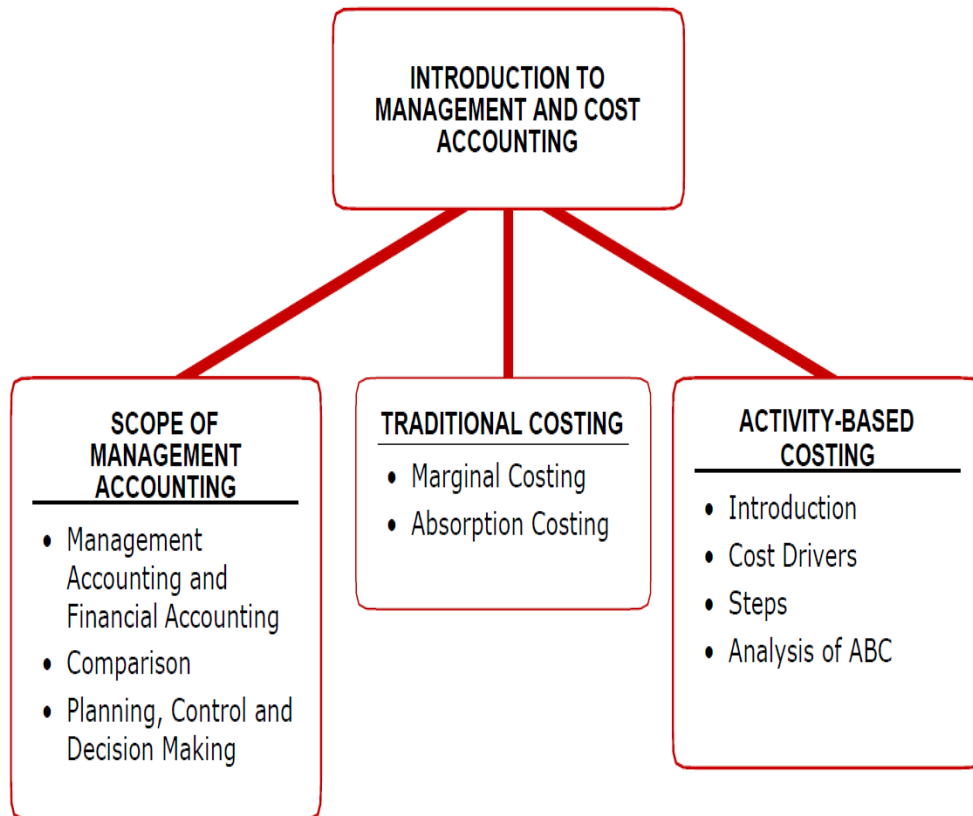 INTRODUCTION TO
MANAGEMENT AND COST
ACCOUNTING
SCOPE OF
MANAGEMENT
ACCOUNTING
• Management
Accounting and
Financial Accounting
• Comparison
• Planning, Control and
Decision Making
TRADITIONAL COSTING
• Marginal Costing
• Absorption Costing
ACTIVITY-BASED
COSTING
• Introduction
• Cost Drivers
• Steps
• Analysis of ABC